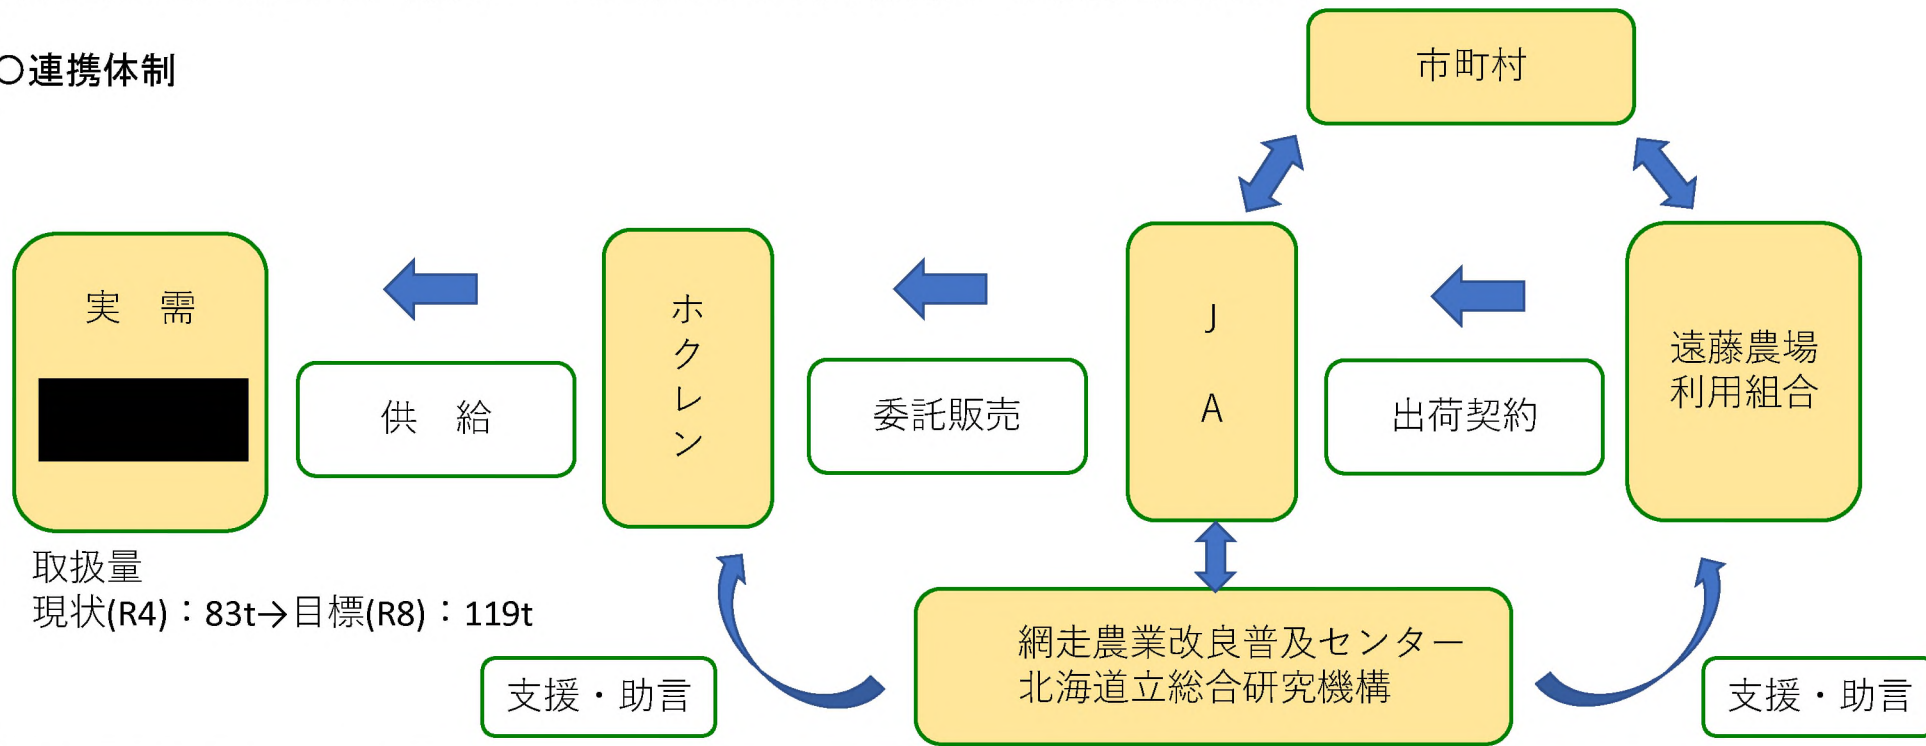 ○連携体制
市町村
実　需
供　給
ホクレン
委託販売
JA
出荷契約
遠藤農場
利用組合
取扱量
現状(R4)：83t→目標(R8)：119t
支援・助言
網走農業改良普及センター
北海道立総合研究機構
支援・助言